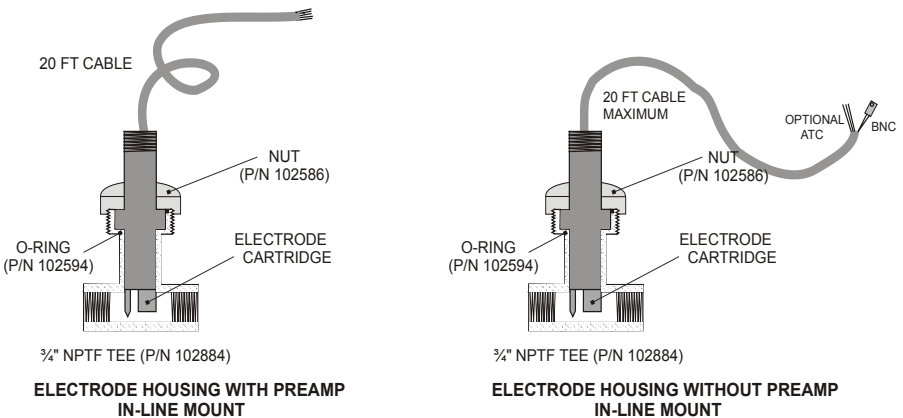 20 FT CABLE
NUT
(P/N 102586)
O-RING
(P/N 102594)
ELECTRODE
CARTRIDGE
¾" NPTF TEE (P/N 102884)
ELECTRODE HOUSING WITH PREAMP
IN-LINE MOUNT
20 FT CABLE
MAXIMUM
OPTIONAL
ATC
BNC
NUT
(P/N 102586)
O-RING
(P/N 102594)
ELECTRODE
CARTRIDGE
¾" NPTF TEE (P/N 102884)
ELECTRODE HOUSING WITHOUT PREAMP
IN-LINE MOUNT